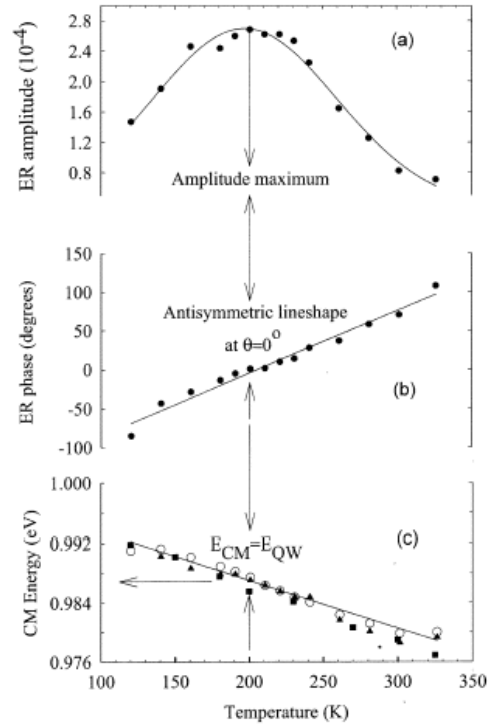 ER amplitude (10⁻⁴)
2.8
2.4
2.0
1.6
1.2
0.8
(a)
Amplitude maximum
ER phase (degrees)
150
100
50
0
-50
-100
Antisymmetric lineshape
at θ=0°
(b)
CM Energy (eV)
1.000
0.992
0.984
0.976
E_CM=E_QW
(c)
100 150 200 250 300 350
Temperature (K)